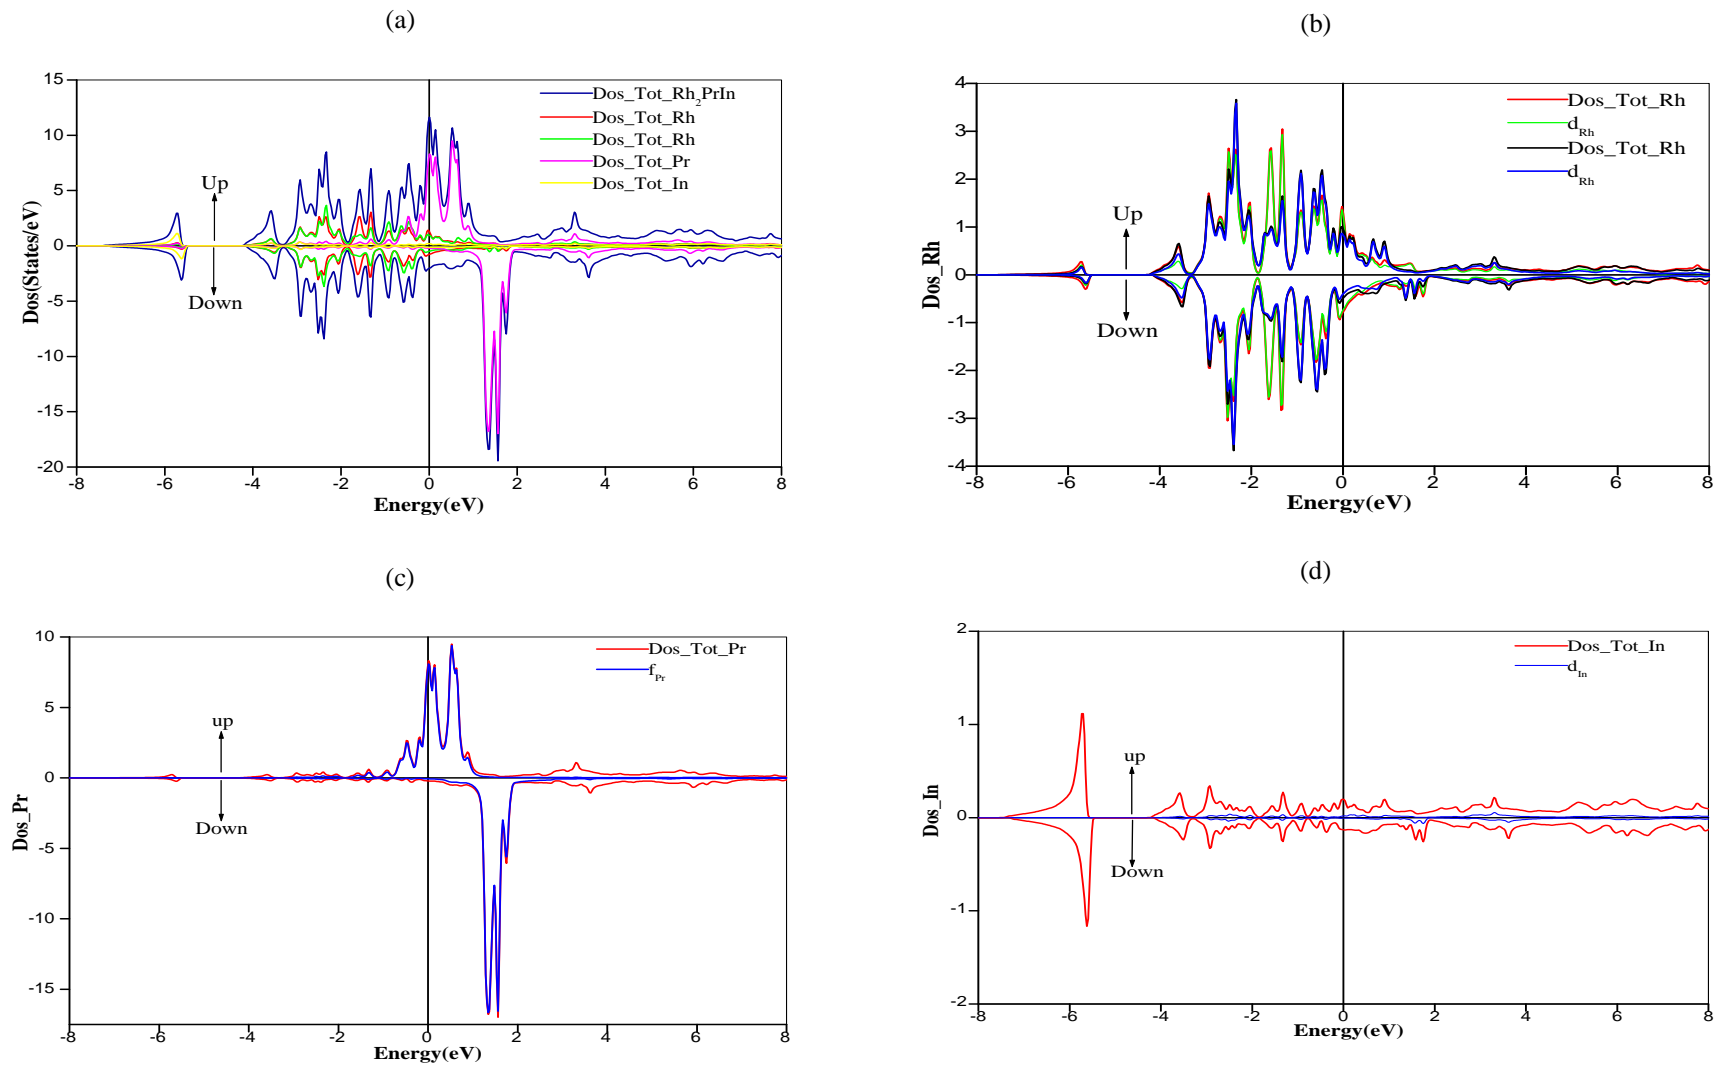 (a)
15
10
5
0
-5
-10
-15
-20
-8
-6
-4
-2
0
2
4
6
8
Dos(States/eV)
Energy(eV)
Dos_Tot_Rh2PrIn
Dos_Tot_Rh
Dos_Tot_Rh
Dos_Tot_Pr
Dos_Tot_In
Up
Down
(b)
4
3
2
1
0
-1
-2
-3
-4
-8
-6
-4
-2
0
2
4
6
8
Dos_Rh
Energy(eV)
Dos_Tot_Rh
dRh
Dos_Tot_Rh
dRh
Up
Down
(c)
10
5
0
-5
-10
-15
-8
-6
-4
-2
0
2
4
6
8
Dos_Pr
Energy(eV)
Dos_Tot_Pr
fPr
up
Down
(d)
2
1
0
-1
-2
-8
-6
-4
-2
0
2
4
6
8
Dos_In
Energy(eV)
Dos_Tot_In
dIn
up
Down